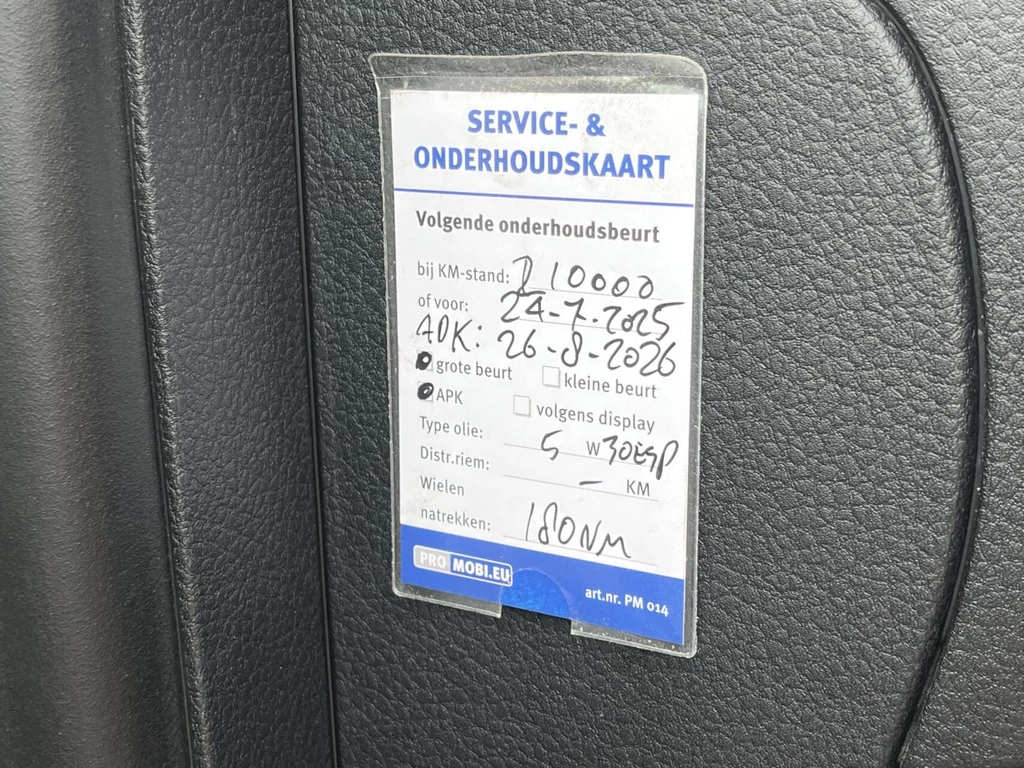 SERVICE- &
ONDERHOUDSKAART
Volgende onderhoudsbeurt
bij KM-stand: 10000
of voor: 24-7-2025
APK: 26-8-2026
grote beurt kleine beurt
APK volgens display
Type olie: 5 W 30ESP
Distr.riem: - KM
Wielen
natrekken: 180NM
PRO MOBI.EU
art.nr. PM 014